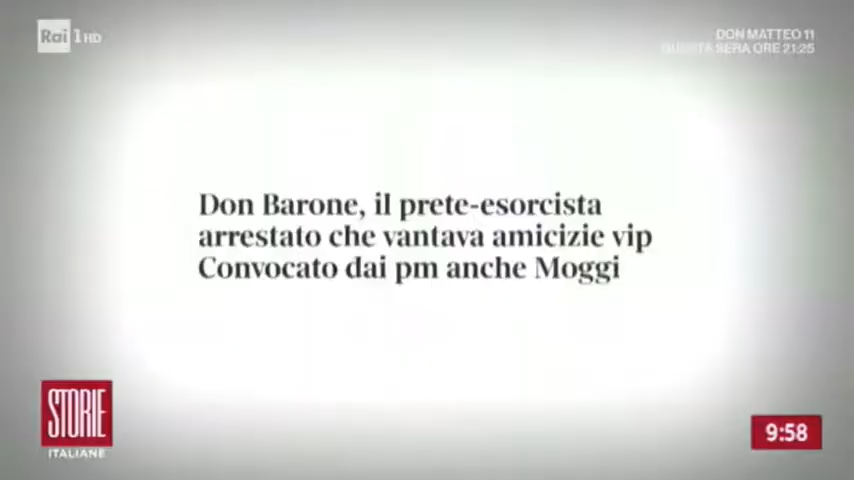 Rai 1 HD
DON MATTEO 11
QUESTA SERA ORE 21:25
Don Barone, il prete-esorcista
arrestato che vantava amicizie vip
Convocato dai pm anche Moggi
STORIE
ITALIANE
9:58